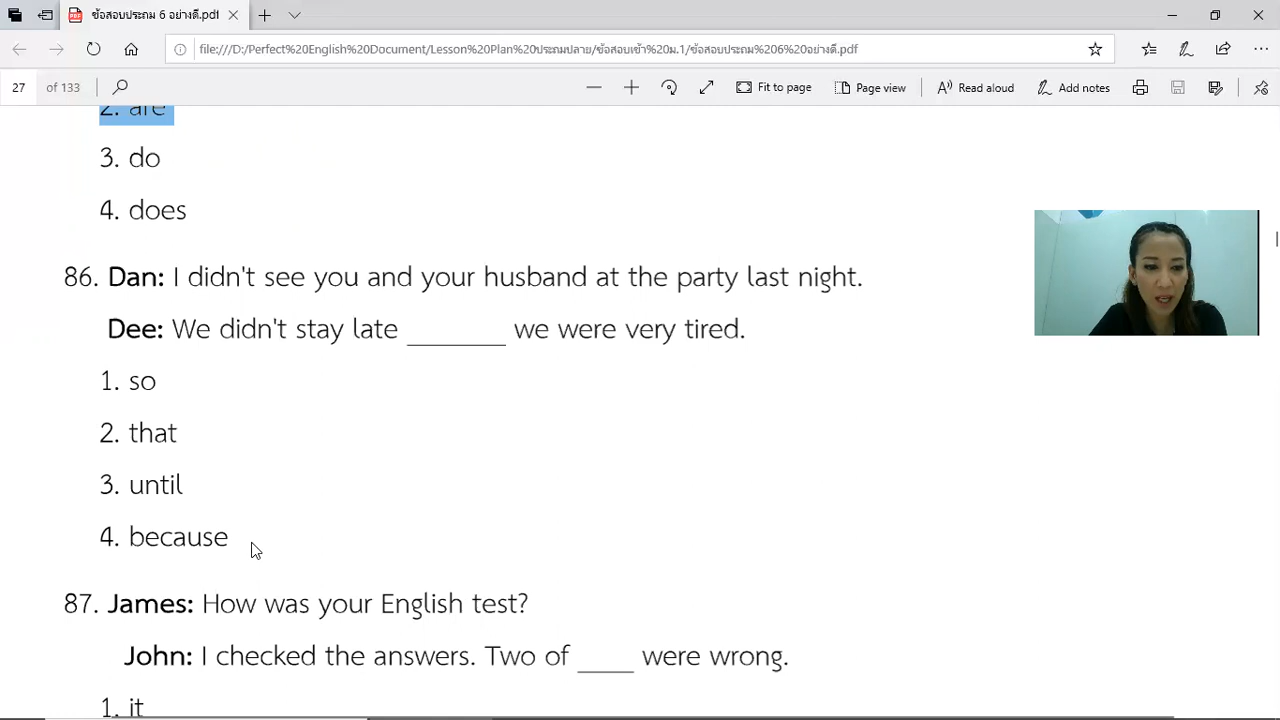 ข้อสอบประถม 6 อย่างดี.pdf
file:///D:/Perfect%20English%20Document/Lesson%20Plan%20ประถมปลาย/ข้อสอบเข้า%20ม.1/ข้อสอบประถม%206%20อย่างดี.pdf
27 of 133 Fit to page Page view Read aloud Add notes
2. are
3. do
4. does
86. Dan: I didn't see you and your husband at the party last night.
Dee: We didn't stay late ________ we were very tired.
1. so
2. that
3. until
4. because
87. James: How was your English test?
John: I checked the answers. Two of ____ were wrong.
1. it